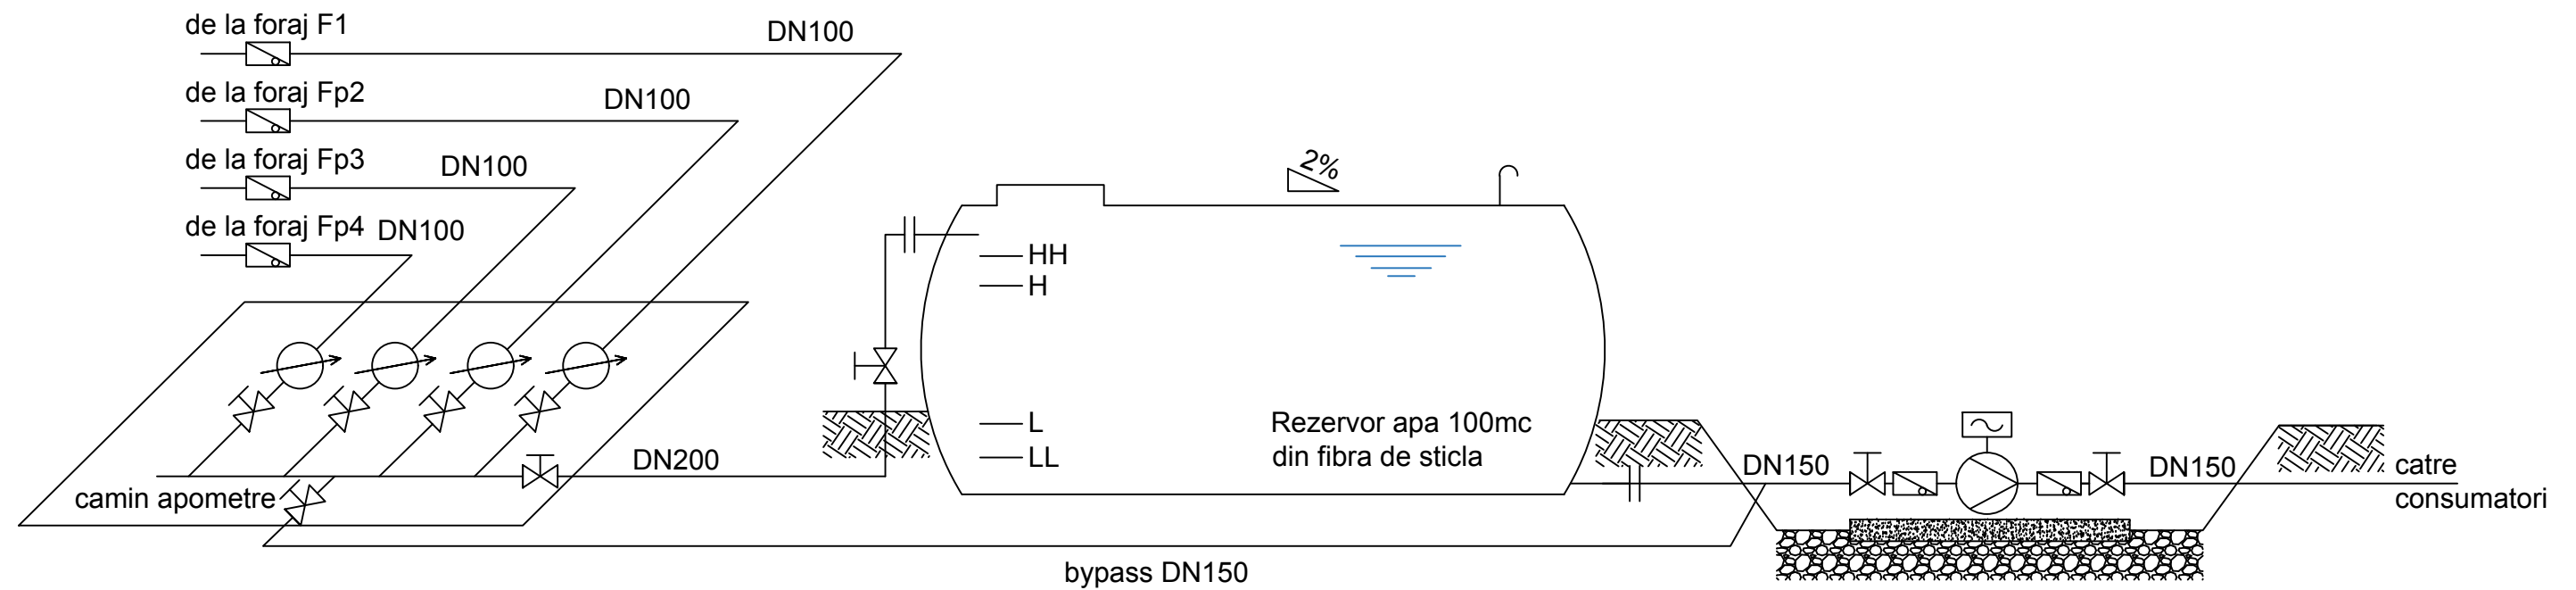 de la foraj F1
DN100
de la foraj Fp2
DN100
de la foraj Fp3
DN100
de la foraj Fp4
DN100
2%
HH
H
L
LL
Rezervor apa 100mc
din fibra de sticla
DN200
camin apometre
bypass DN150
DN150
DN150
catre
consumatori